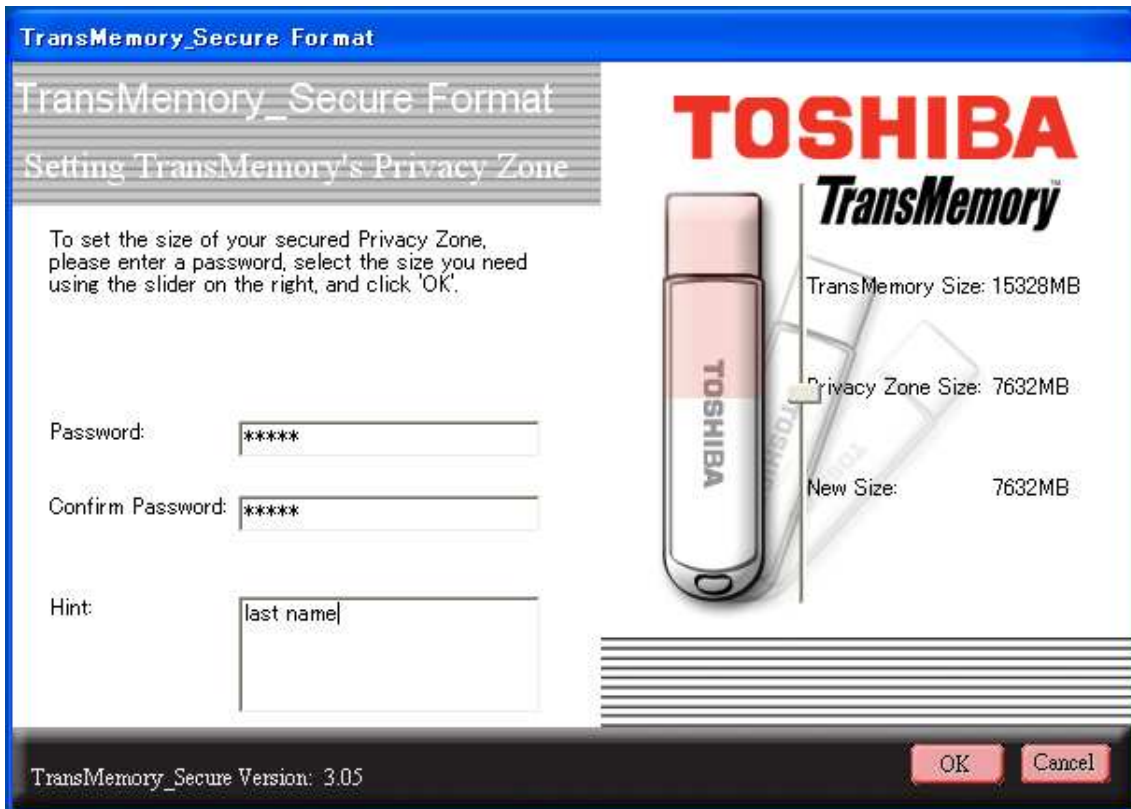 TransMemory_Secure Format
TransMemory_Secure Format
Setting TransMemory's Privacy Zone
To set the size of your secured Privacy Zone,
please enter a password, select the size you need
using the slider on the right, and click 'OK'.
Password: *****
Confirm Password: *****
Hint: last name
TOSHIBA
TransMemory™
TransMemory Size: 15328MB
Privacy Zone Size: 7632MB
New Size: 7632MB
TOSHIBA
TOSHIBA
TOSHIBA
TransMemory_Secure Version: 3.05
OK
Cancel